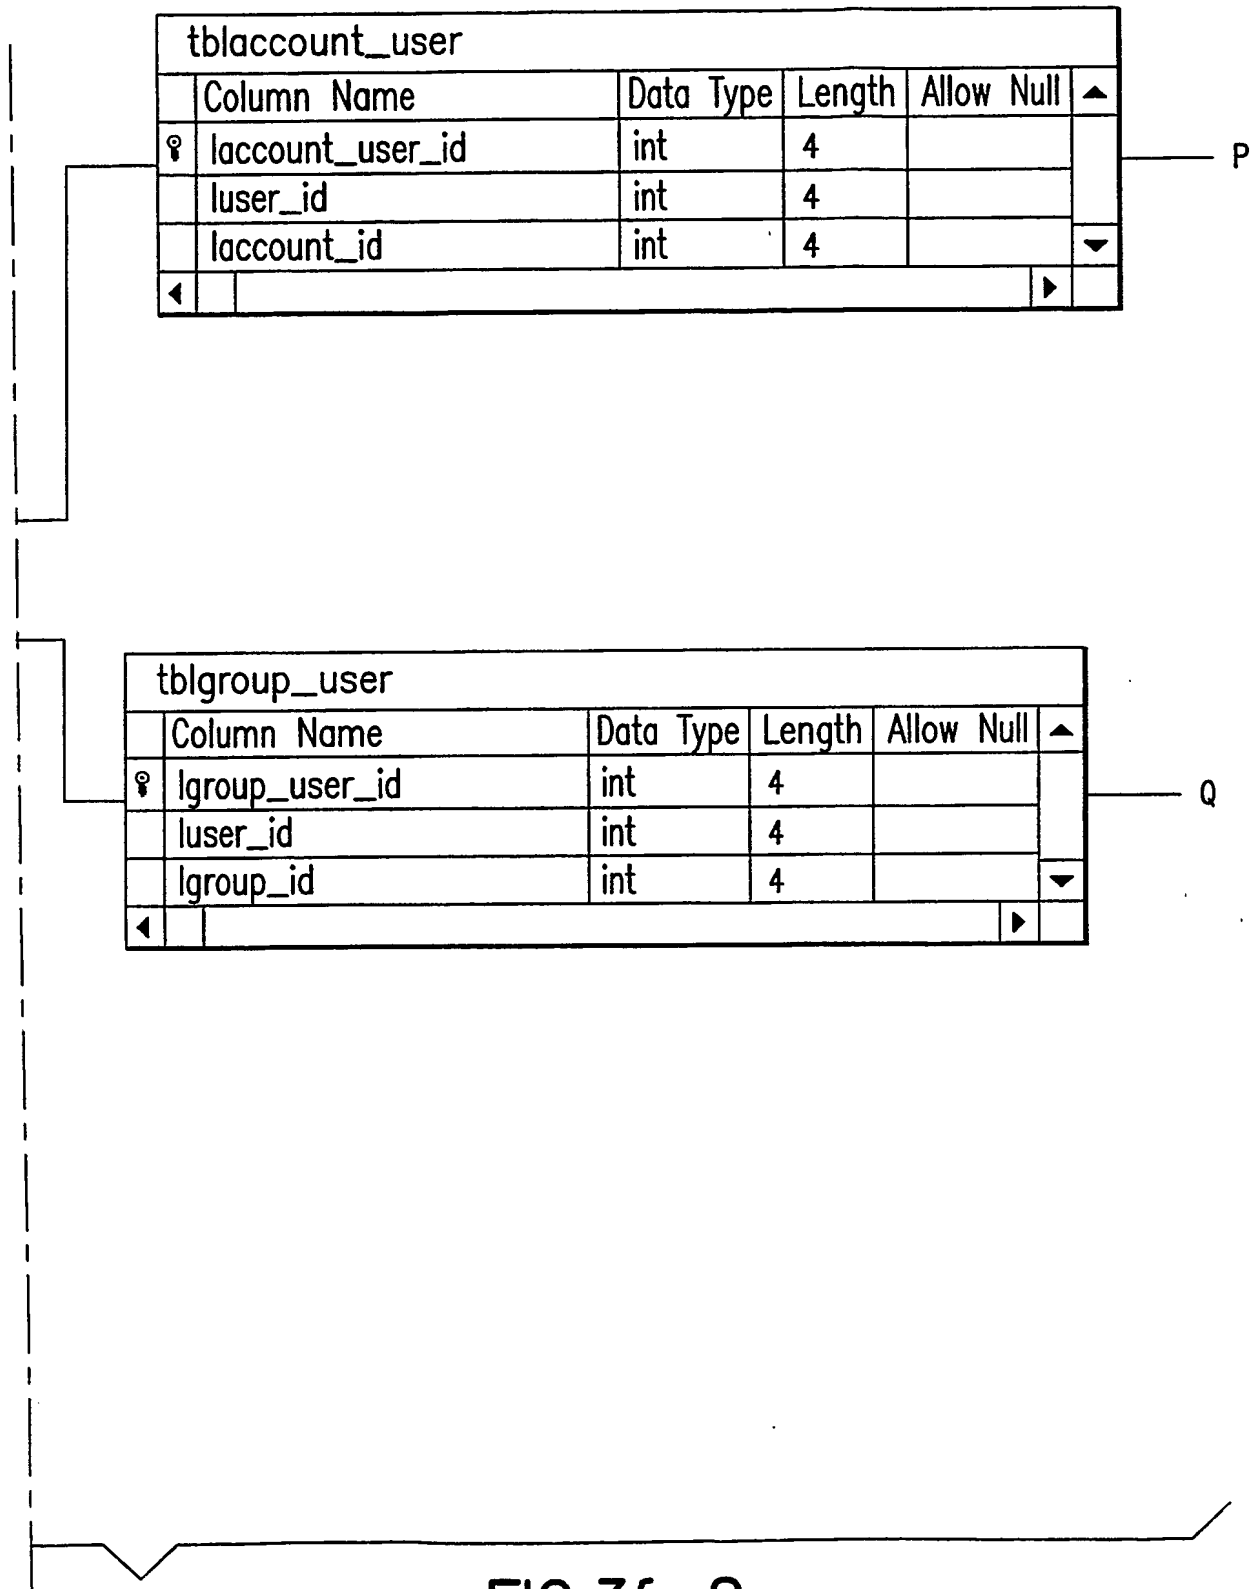 tblaccount_user
Column Name Data Type Length Allow Null
laccount_user_id int 4
luser_id int 4
laccount_id int 4
P
tblgroup_user
Column Name Data Type Length Allow Null
lgroup_user_id int 4
luser_id int 4
lgroup_id int 4
Q